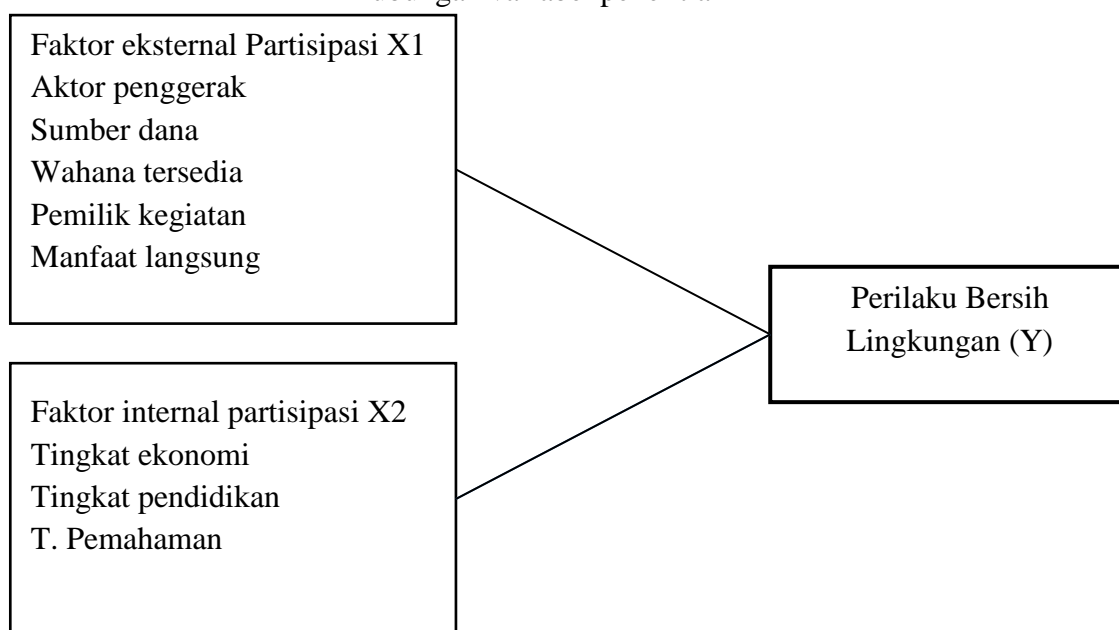 Faktor eksternal Partisipasi X1
Aktor penggerak
Sumber dana
Wahana tersedia
Pemilik kegiatan
Manfaat langsung
Perilaku Bersih
Lingkungan (Y)
Faktor internal partisipasi X2
Tingkat ekonomi
Tingkat pendidikan
T. Pemahaman